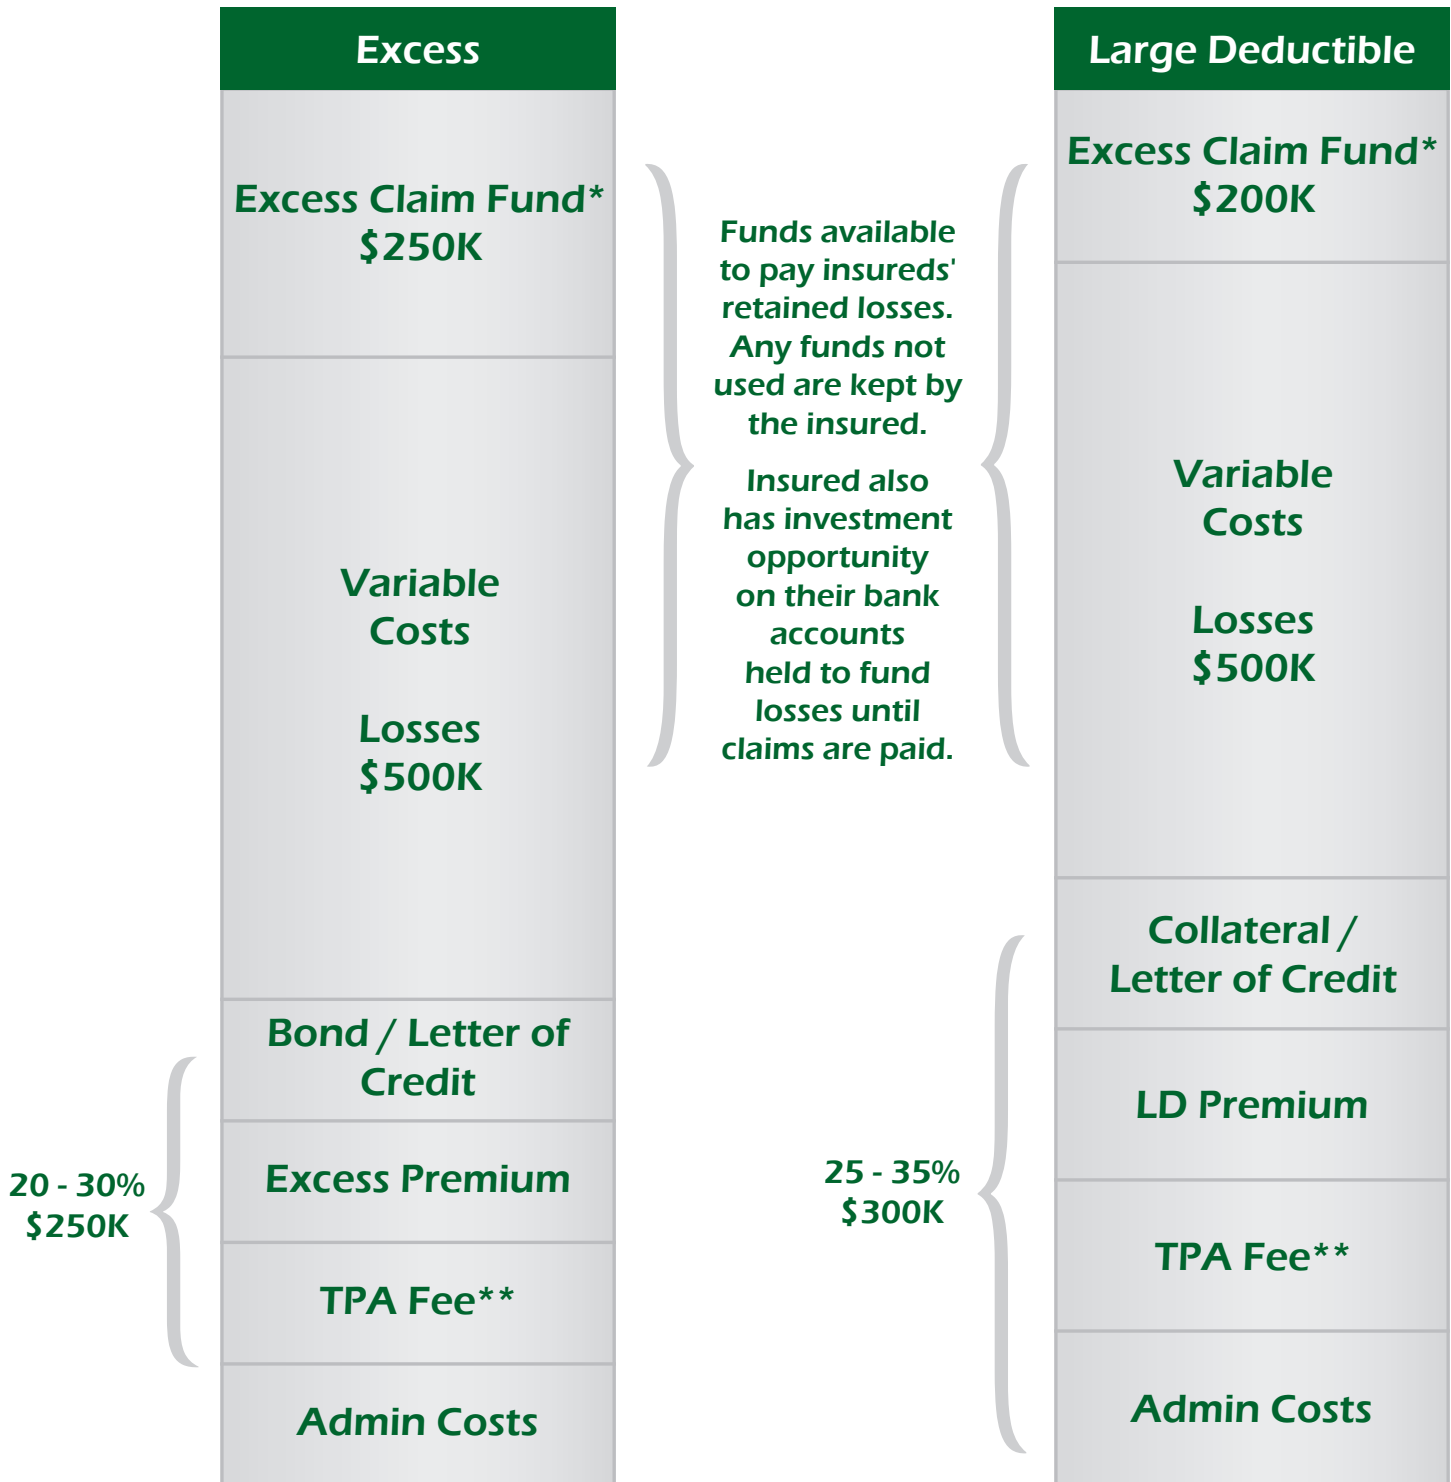 Excess
Excess Claim Fund*
$250K
Variable
Costs
Losses
$500K
Bond / Letter of
Credit
Excess Premium
TPA Fee**
Admin Costs
20 - 30%
$250K
Funds available
to pay insureds'
retained losses.
Any funds not
used are kept by
the insured.
Insured also
has investment
opportunity
on their bank
accounts
held to fund
losses until
claims are paid.
Large Deductible
Excess Claim Fund*
$200K
Variable
Costs
Losses
$500K
Collateral /
Letter of Credit
LD Premium
TPA Fee**
Admin Costs
25 - 35%
$300K